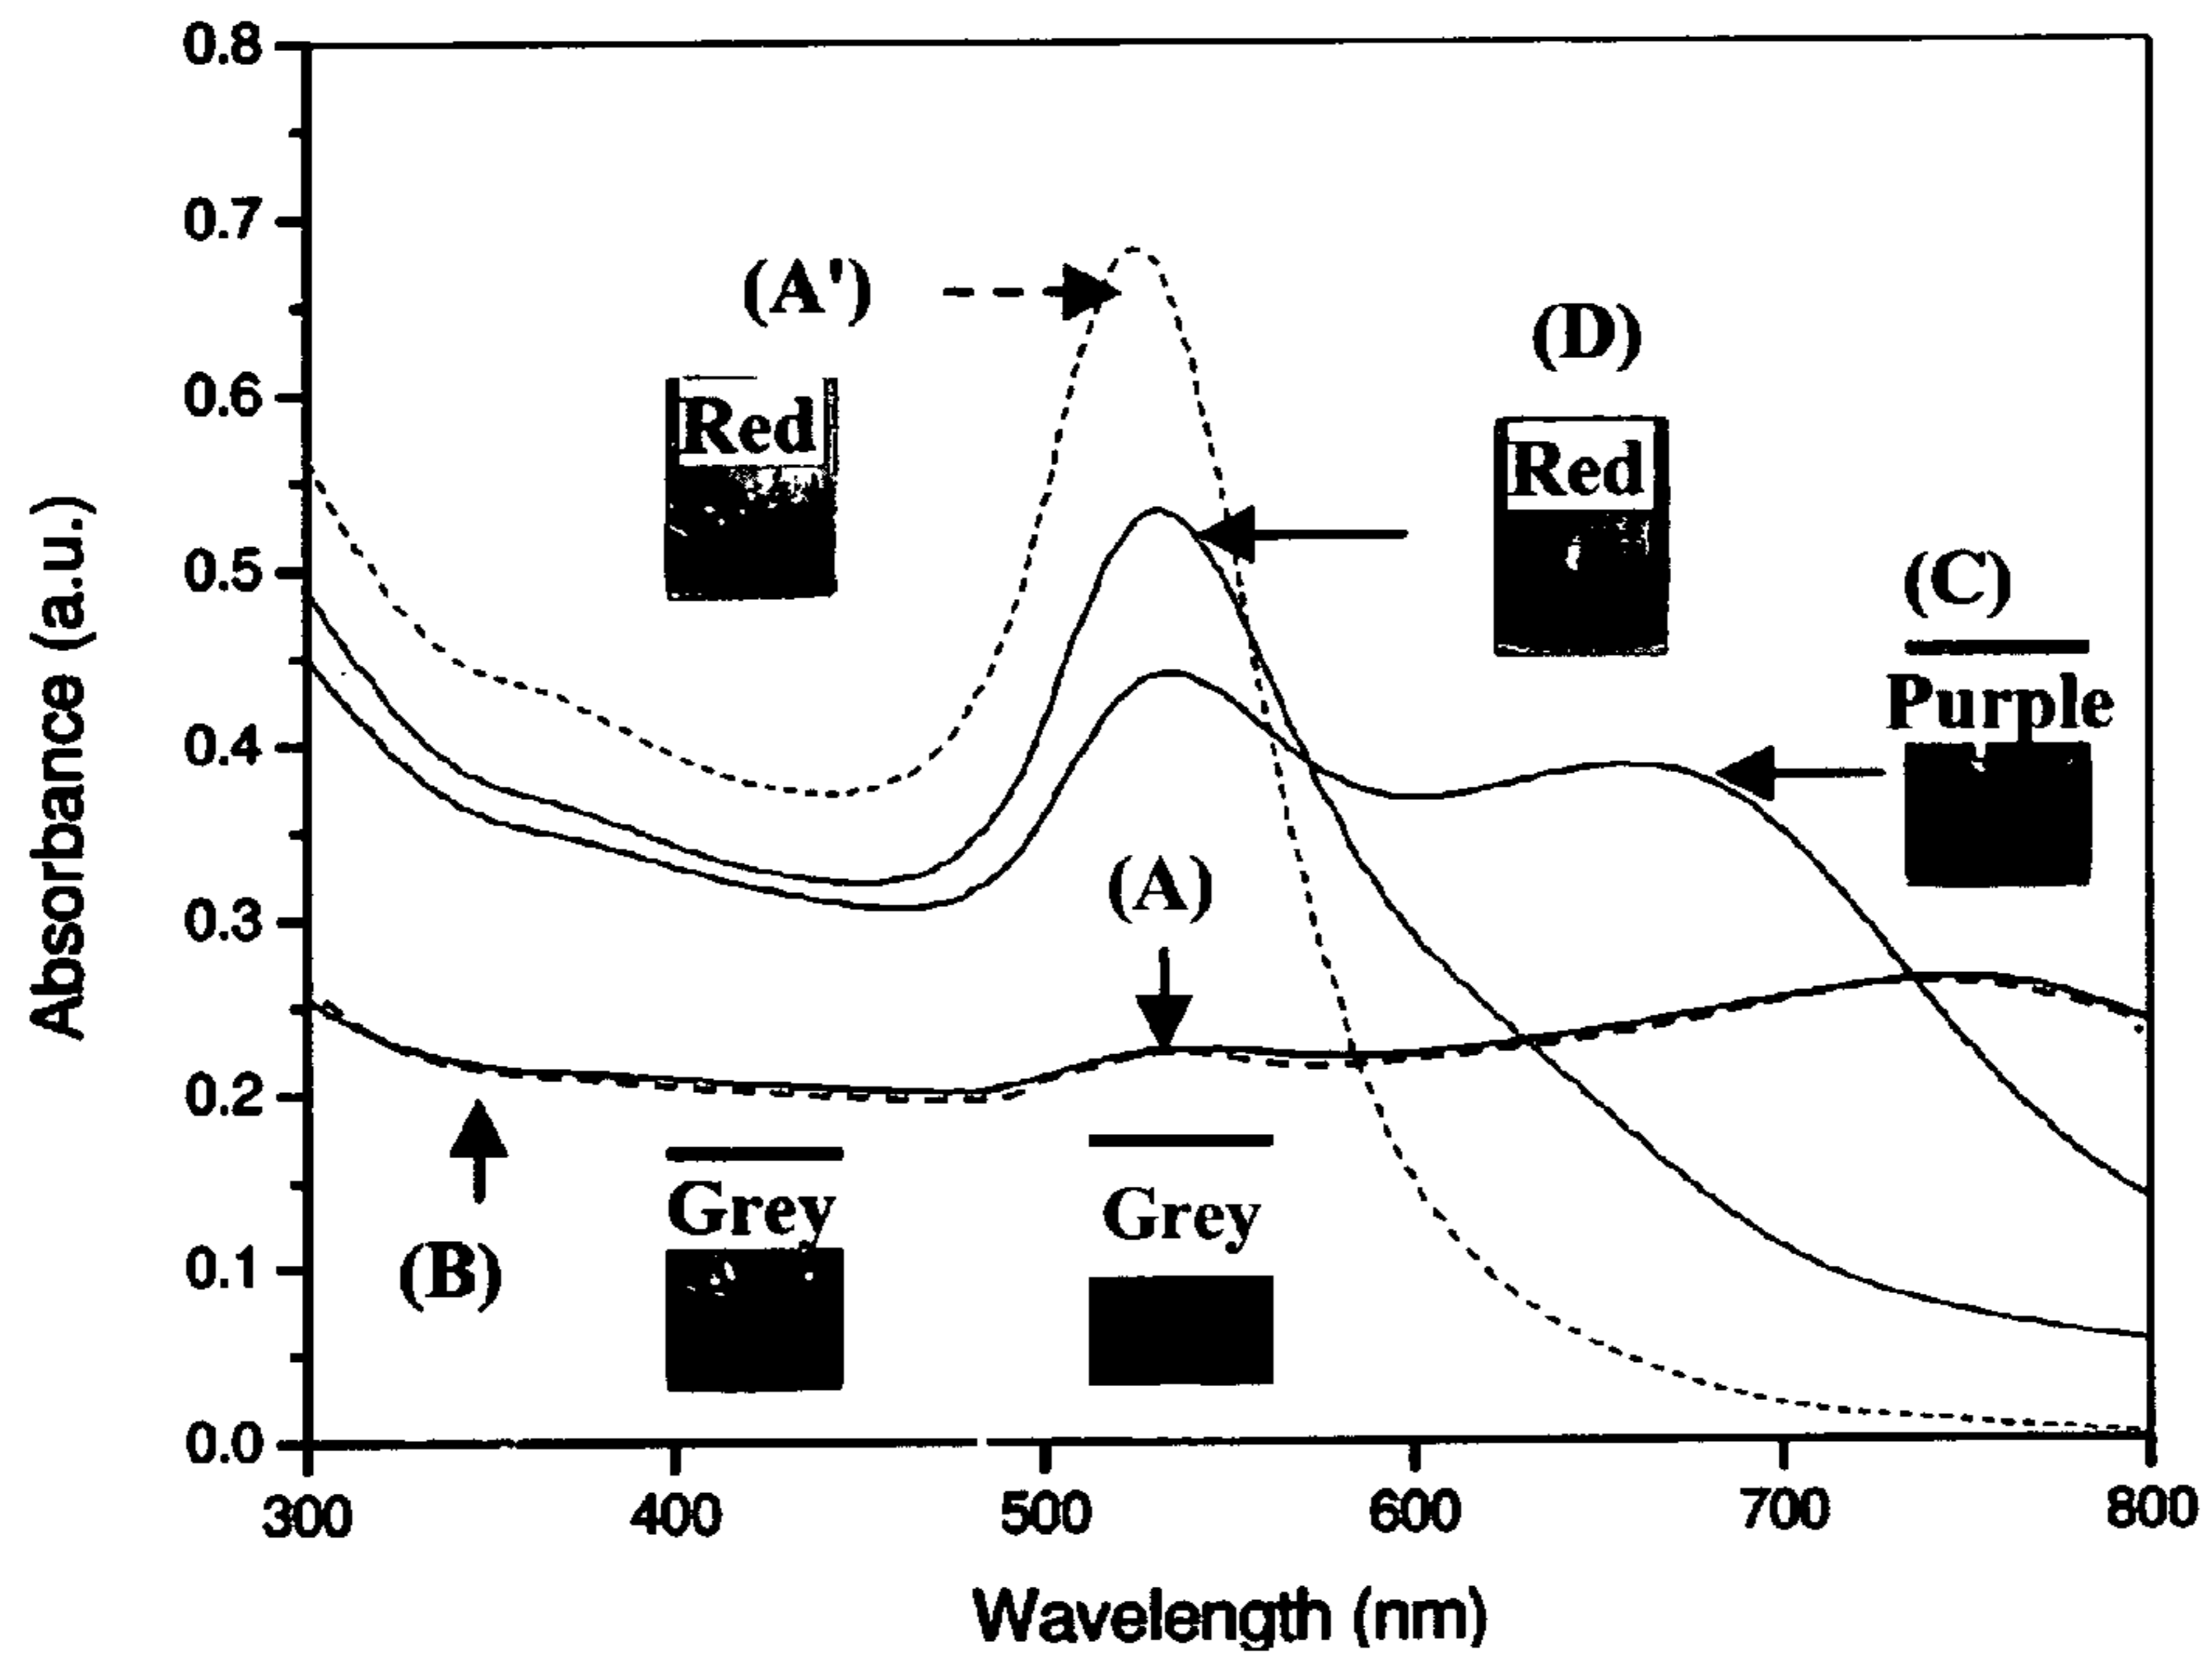 0.8
0.7
(A')
(D)
0.6
Red
Red
0.5
(C)
Purple
0.4
(A)
0.3
0.2
Grey
Grey
(B)
0.1
0.0
300
400
500
600
700
800
Wavelength (nm)
Absorbance (a.u.)